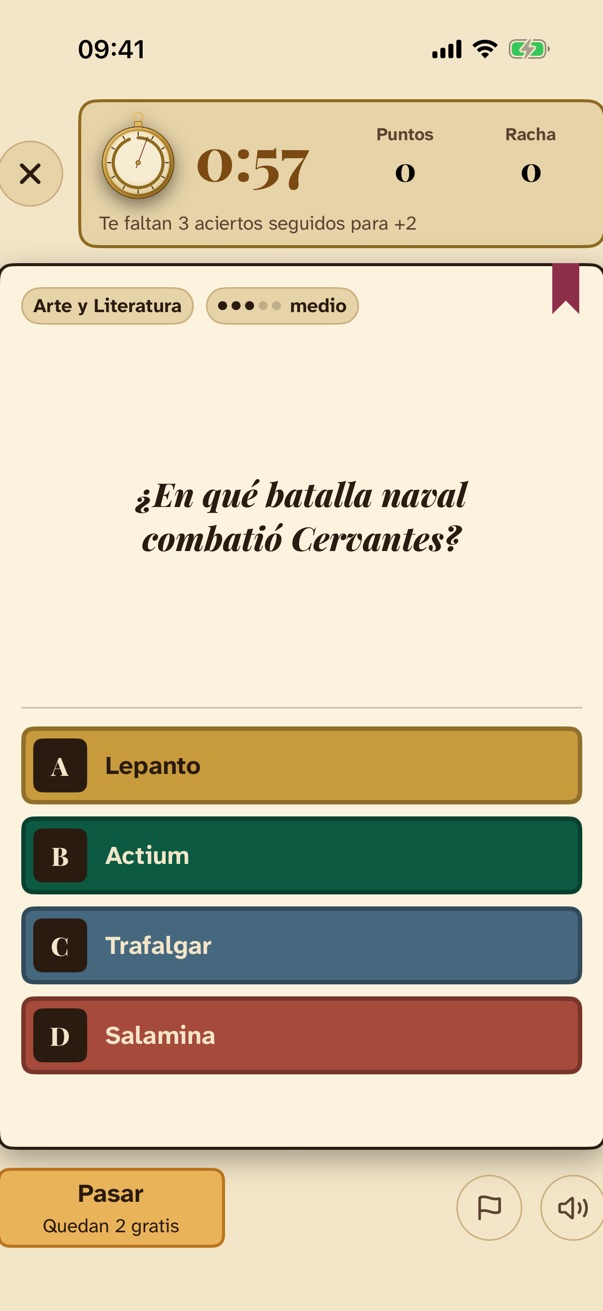 09:41
0:57
Puntos
0
Racha
0
Te faltan 3 aciertos seguidos para +2
Arte y Literatura
medio
¿En qué batalla naval
combatió Cervantes?
A Lepanto
B Actium
C Trafalgar
D Salamina
Pasar
Quedan 2 gratis